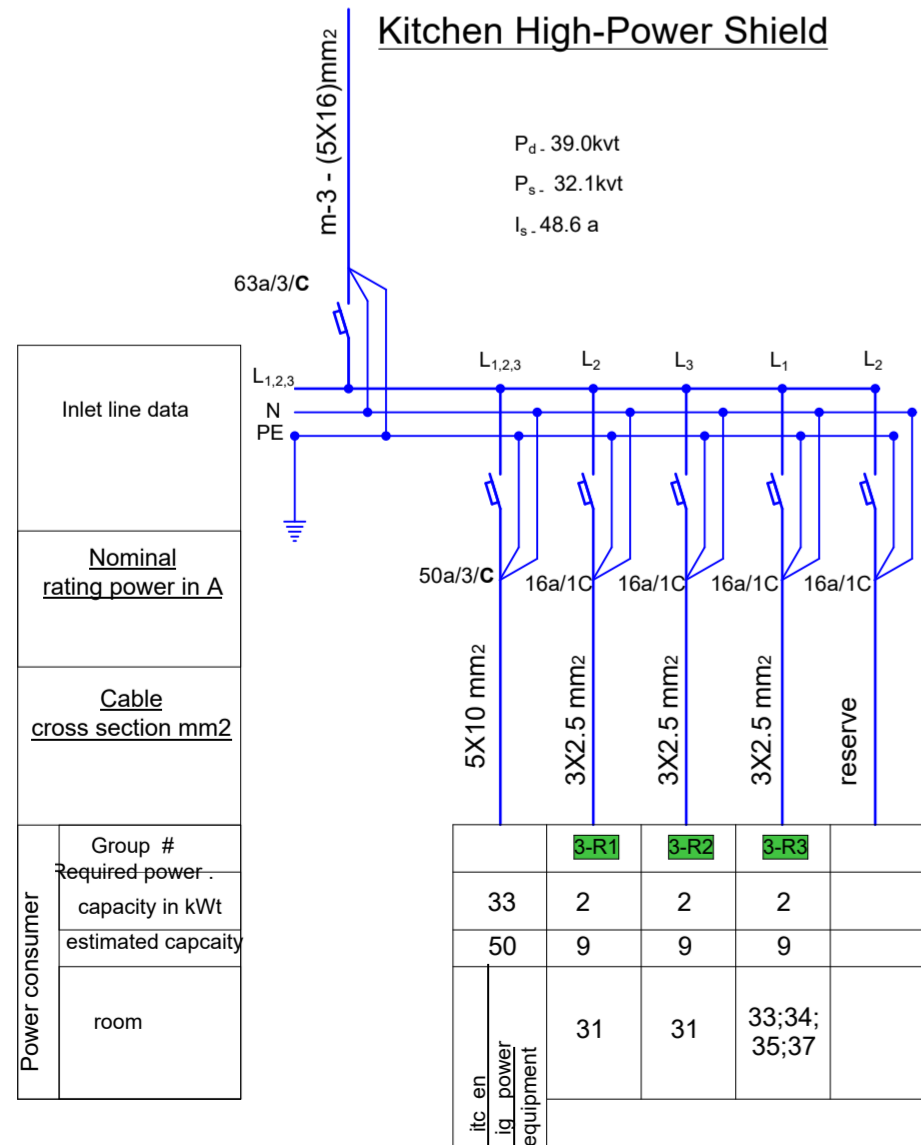 Kitchen High-Power Shield
m-3 - (5X16)mm2
Pd - 39.0kvt
Ps - 32.1kvt
Is - 48.6 a
63a/3/C
L1,2,3
N
PE
L1,2,3 L2 L3 L1 L2
Inlet line data
Nominal
rating power in A
50a/3/C 16a/1C 16a/1C 16a/1C 16a/1C
Cable
cross section mm2
5X10 mm2 3X2.5 mm2 3X2.5 mm2 3X2.5 mm2 reserve
Power consumer
Group # 3-R1 3-R2 3-R3
Required power .
capacity in kWt 33 2 2 2
estimated capcaity 50 9 9 9
room 31 31 33;34;
35;37
itc en
ig power
equipment